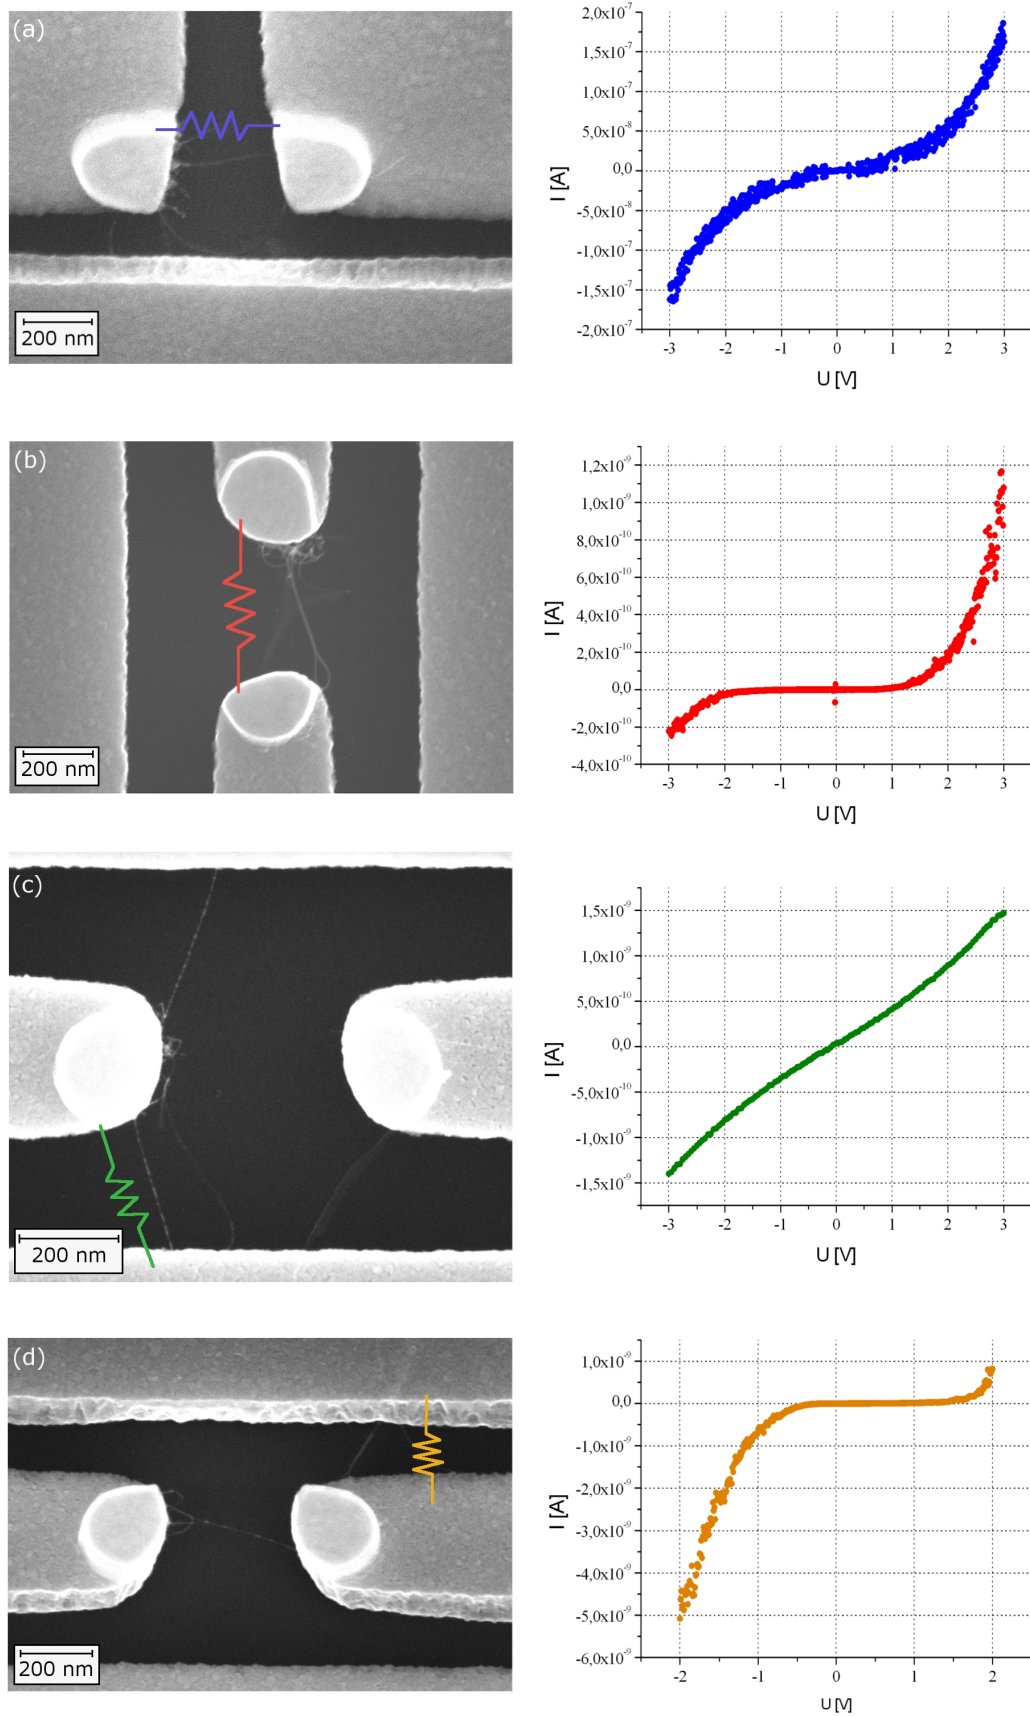 (a)
200 nm
2,0x10⁻⁷
1,5x10⁻⁷
1,0x10⁻⁷
5,0x10⁻⁸
0,0
-5,0x10⁻⁸
-1,0x10⁻⁷
-1,5x10⁻⁷
-2,0x10⁻⁷
I [A]
-3 -2 -1 0 1 2 3
U [V]
(b)
200 nm
1,2x10⁻⁹
1,0x10⁻⁹
8,0x10⁻¹⁰
6,0x10⁻¹⁰
4,0x10⁻¹⁰
2,0x10⁻¹⁰
0,0
-2,0x10⁻¹⁰
-4,0x10⁻¹⁰
I [A]
-3 -2 -1 0 1 2 3
U [V]
(c)
200 nm
1,5x10⁻⁹
1,0x10⁻⁹
5,0x10⁻¹⁰
0,0
-5,0x10⁻¹⁰
-1,0x10⁻⁹
-1,5x10⁻⁹
I [A]
-3 -2 -1 0 1 2 3
U [V]
(d)
200 nm
1,0x10⁻⁹
0,0
-1,0x10⁻⁹
-2,0x10⁻⁹
-3,0x10⁻⁹
-4,0x10⁻⁹
-5,0x10⁻⁹
-6,0x10⁻⁹
I [A]
-2 -1 0 1 2
U [V]